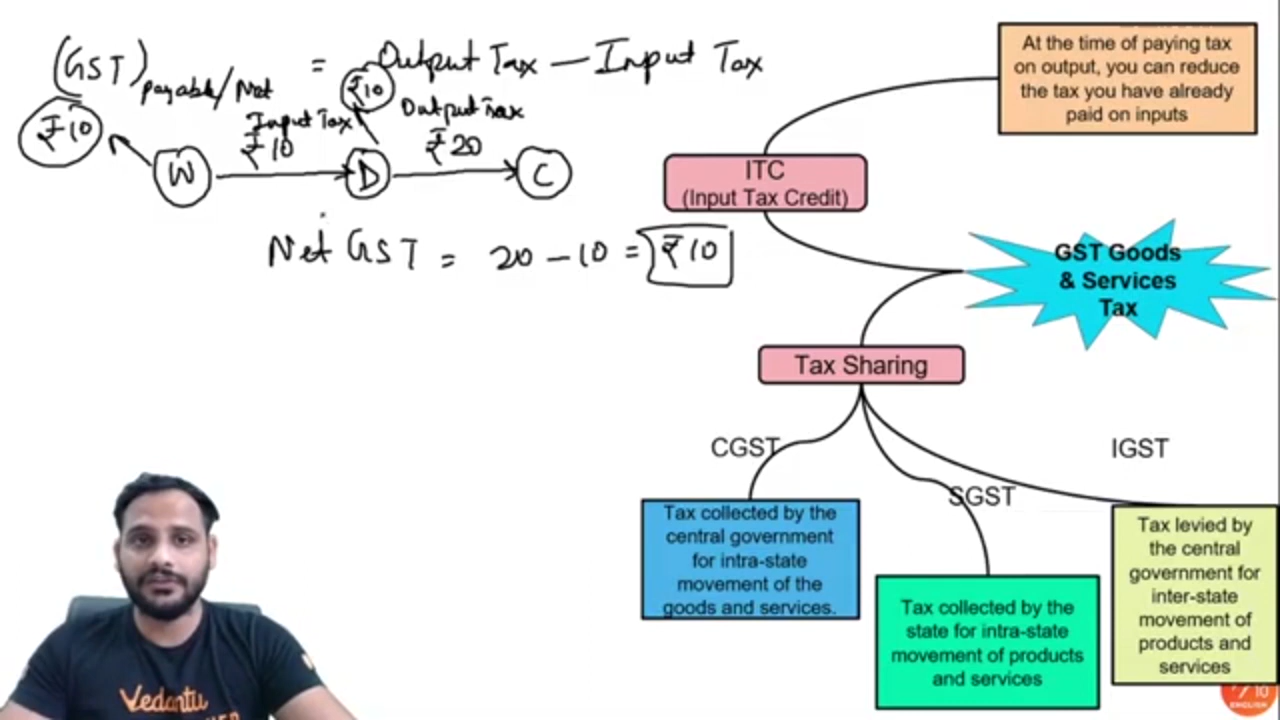 (GST) payable/Net = Output Tax — Input Tax
₹10
₹10
Input Tax
₹10
Output Tax
₹20
W
D
C
Net GST = 20 – 10 = ₹10
At the time of paying tax
on output, you can reduce
the tax you have already
paid on inputs
ITC
(Input Tax Credit)
GST Goods
& Services
Tax
Tax Sharing
CGST
SGST
IGST
Tax collected by the
central government
for intra-state
movement of the
goods and services.
Tax collected by the
state for intra-state
movement of products
and services
Tax levied by
the central
government for
inter-state
movement of
products and
services
Vedantu
9/10
ENGLISH